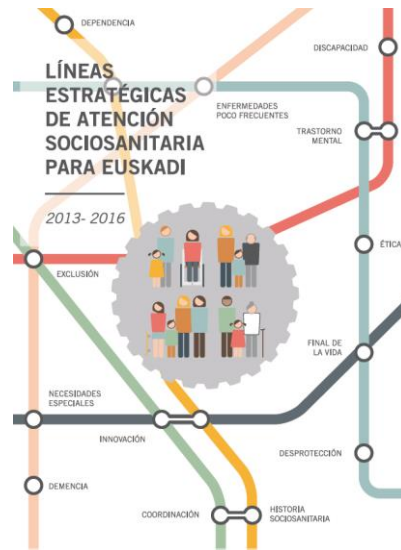 DEPENDENCIA
DISCAPACIDAD
LÍNEAS
ESTRATÉGICAS
DE ATENCIÓN
SOCIOSANITARIA
PARA EUSKADI
2013- 2016
ENFERMEDADES
POCO FRECUENTES
TRASTORNO
MENTAL
ÉTICA
EXCLUSIÓN
FINAL DE
LA VIDA
NECESIDADES
ESPECIALES
INNOVACIÓN
DESPROTECCIÓN
DEMENCIA
COORDINACIÓN
HISTORIA
SOCIOSANITARIA